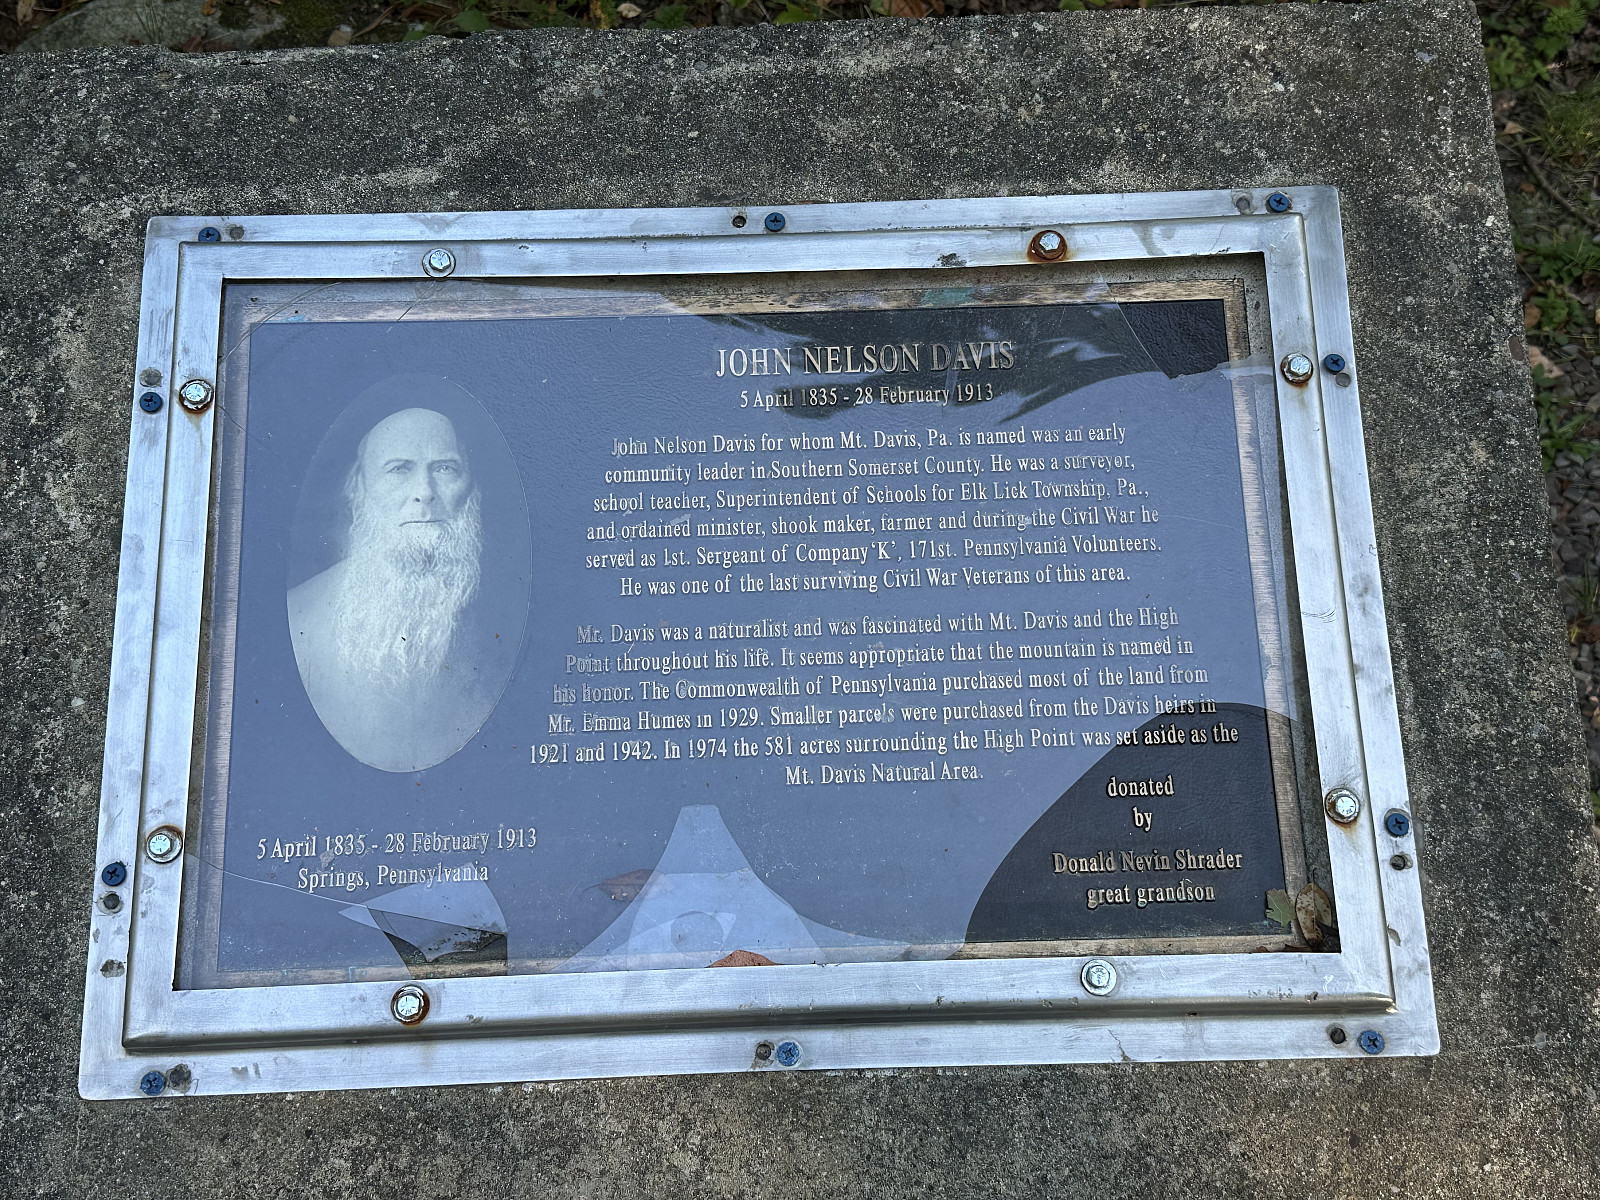 JOHN NELSON DAVIS
5 April 1835 - 28 February 1913
John Nelson Davis for whom Mt. Davis, Pa. is named was an early
community leader in Southern Somerset County. He was a surveyor,
school teacher, Superintendent of Schools for Elk Lick Township, Pa.,
and ordained minister, shook maker, farmer and during the Civil War he
served as 1st. Sergeant of Company 'K', 171st. Pennsylvania Volunteers.
He was one of the last surviving Civil War Veterans of this area.
Mr. Davis was a naturalist and was fascinated with Mt. Davis and the High
Point throughout his life. It seems appropriate that the mountain is named in
his honor. The Commonwealth of Pennsylvania purchased most of the land from
Mr. Emma Humes in 1929. Smaller parcels were purchased from the Davis heirs in
1921 and 1942. In 1974 the 581 acres surrounding the High Point was set aside as the
Mt. Davis Natural Area.
donated
by
Donald Nevin Shrader
great grandson
5 April 1835 - 28 February 1913
Springs, Pennsylvania